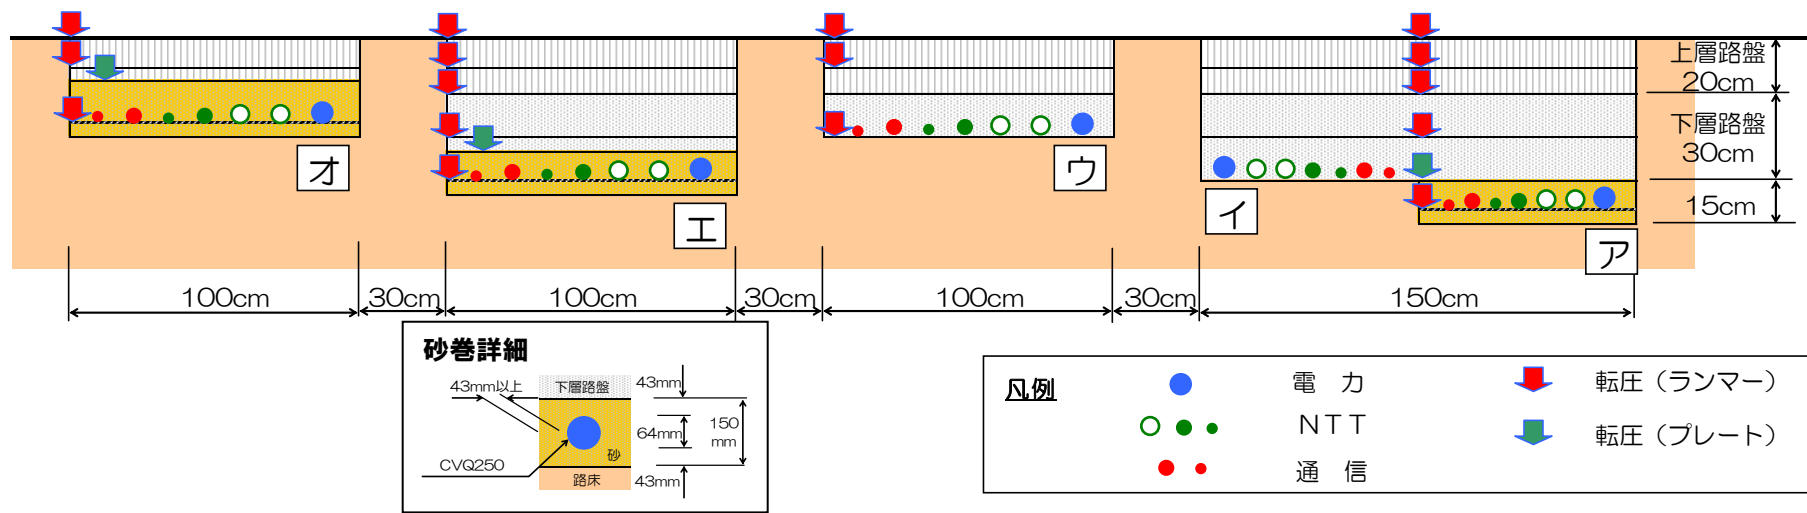 上層路盤
20cm
下層路盤
30cm
15cm
オ
エ
ウ
イ
ア
100cm
30cm
100cm
30cm
100cm
30cm
150cm
砂巻詳細
43mm以上
下層路盤
43mm
64mm
150
mm
CVQ250
砂
路床
43mm
凡例
電 力
転圧（ランマー）
NTT
転圧（プレート）
通 信